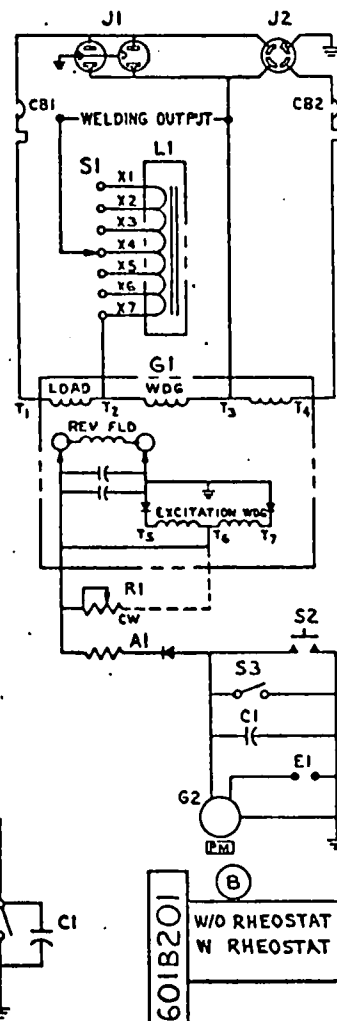 J1 J2
CB1 CB2
WELDING OUTPUT
L1
S1
X1
X2
X3
X4
X5
X6
X7
G1
LOAD WDG
T1 T2 T3 T4
REV FLD
EXCITATION WDG
T5 T6 T7
R1
CW
A1
S2
S3
C1
E1
G2
PM
B
C1
601B201
W/O RHEOSTAT
W RHEOSTAT